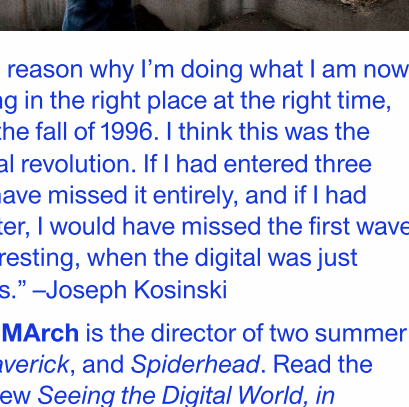 reason why I’m doing what I am now
ng in the right place at the right time,
the fall of 1996. I think this was the
al revolution. If I had entered three
have missed it entirely, and if I had
ter, I would have missed the first wave
resting, when the digital was just
s.” –Joseph Kosinski
MArch is the director of two summer
averick, and Spiderhead. Read the
ew Seeing the Digital World, in